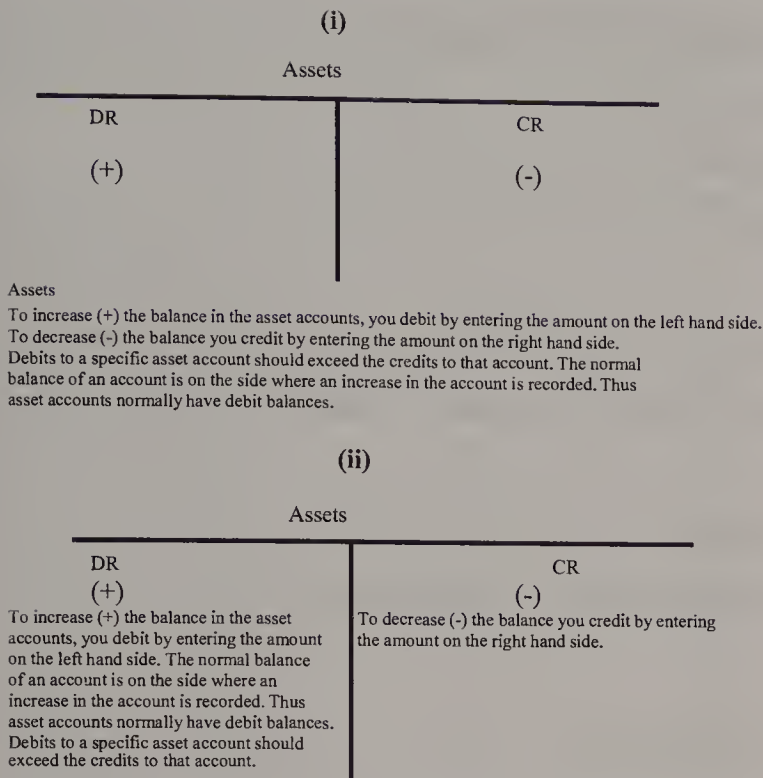 (i)
Assets
DR CR
(+) (-)
Assets
To increase (+) the balance in the asset accounts, you debit by entering the amount on the left hand side.
To decrease (-) the balance you credit by entering the amount on the right hand side.
Debits to a specific asset account should exceed the credits to that account. The normal
balance of an account is on the side where an increase in the account is recorded. Thus
asset accounts normally have debit balances.
(ii)
Assets
DR
(+)
To increase (+) the balance in the asset
accounts, you debit by entering the amount
on the left hand side. The normal balance
of an account is on the side where an
increase in the account is recorded. Thus
asset accounts normally have debit balances.
Debits to a specific asset account should
exceed the credits to that account.
CR
(-)
To decrease (-) the balance you credit by entering
the amount on the right hand side.